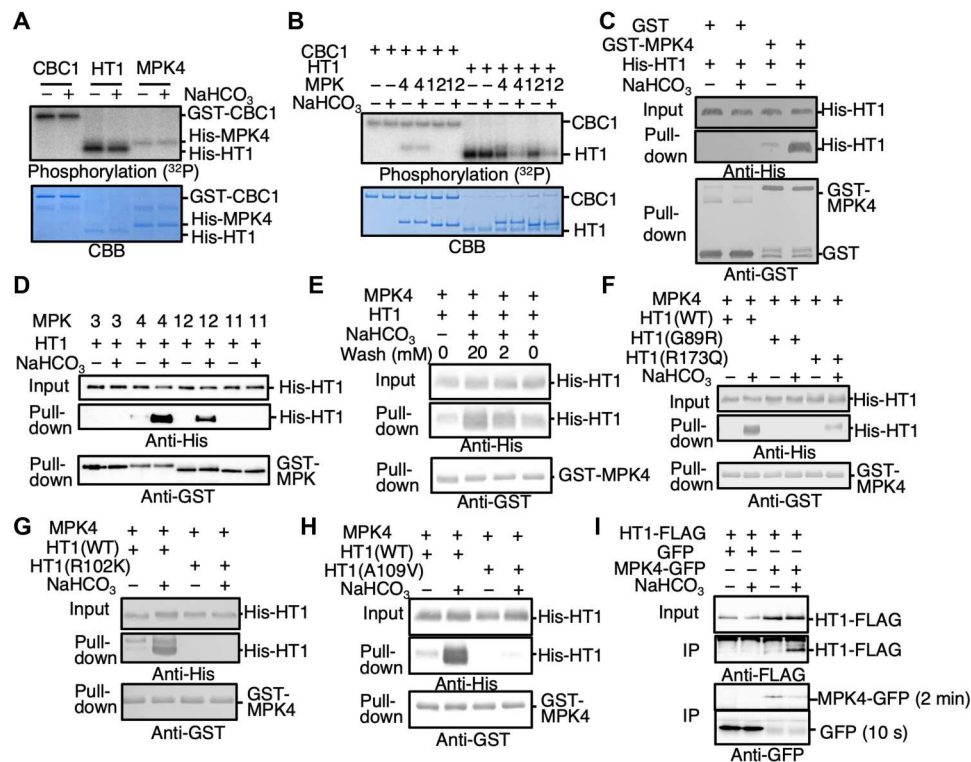 A
CBC1 HT1 MPK4
− + − + − + NaHCO3
GST-CBC1
His-MPK4
His-HT1
Phosphorylation (32P)
GST-CBC1
His-MPK4
His-HT1
CBB
B
CBC1 + + + + + +
HT1 + + + + + +
MPK 4 4 12 12 4 4 12 12
NaHCO3 − + − + − + − + − + − +
CBC1
HT1
Phosphorylation (32P)
CBC1
HT1
CBB
C
GST + +
GST-MPK4 + +
His-HT1 + + + +
NaHCO3 − + − +
Input His-HT1
Pull-down His-HT1
Anti-His
Pull-down GST-MPK4
GST
Anti-GST
D
MPK 3 3 4 4 12 12 11 11
HT1 + + + + + + + +
NaHCO3 − + − + − + − +
Input His-HT1
Pull-down His-HT1
Anti-His
Pull-down GST-MPK
Anti-GST
E
MPK4 + + + +
HT1 + + + +
NaHCO3 − + + +
Wash (mM) 0 20 2 0
Input His-HT1
Pull-down His-HT1
Anti-His
Pull-down GST-MPK4
Anti-GST
F
MPK4 + + + + + +
HT1(WT) + +
HT1(G89R) + +
HT1(R173Q) + +
NaHCO3 − + − + − +
Input His-HT1
Pull-down His-HT1
Anti-His
Pull-down GST-MPK4
Anti-GST
G
MPK4 + + + +
HT1(WT) + +
HT1(R102K) + +
NaHCO3 − + − +
Input His-HT1
Pull-down His-HT1
Anti-His
Pull-down GST-MPK4
Anti-GST
H
MPK4 + + + +
HT1(WT) + +
HT1(A109V) + +
NaHCO3 − + − +
Input His-HT1
Pull-down His-HT1
Anti-His
Pull-down GST-MPK4
Anti-GST
I
HT1-FLAG + + + +
GFP + +
MPK4-GFP + +
NaHCO3 − + − +
Input HT1-FLAG
IP HT1-FLAG
Anti-FLAG
IP MPK4-GFP (2 min)
GFP (10 s)
Anti-GFP